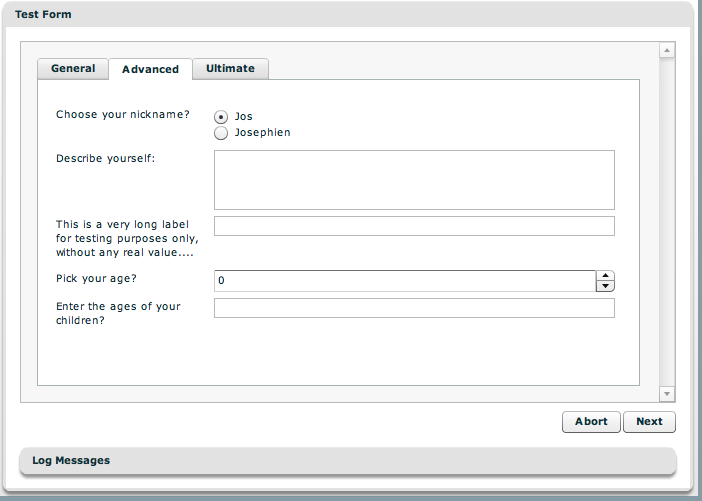 Test Form
General Advanced Ultimate
Choose your nickname?
Jos
Josephien
Describe yourself:
This is a very long label
for testing purposes only,
without any real value....
Pick your age?
0
Enter the ages of your
children?
Abort Next
Log Messages